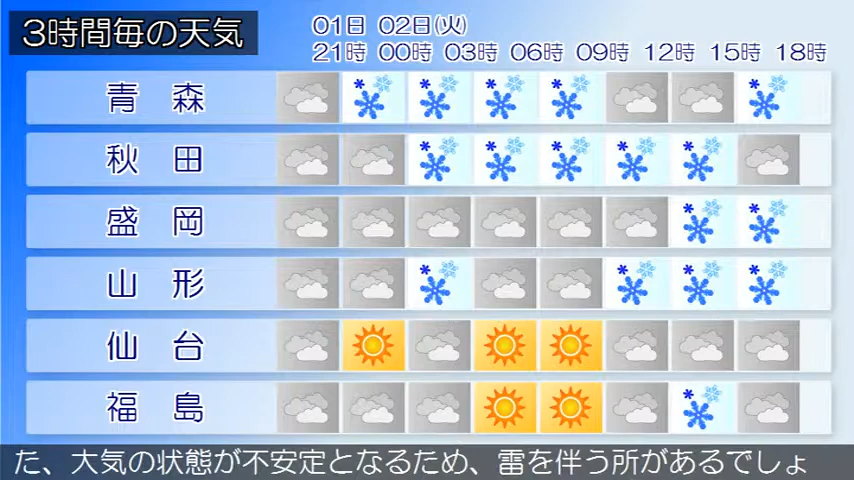 3時間毎の天気
01日 02日(火)
21時 00時 03時 06時 09時 12時 15時 18時
青森
秋田
盛岡
山形
仙台
福島
た、大気の状態が不安定となるため、雷を伴う所があるでしょ